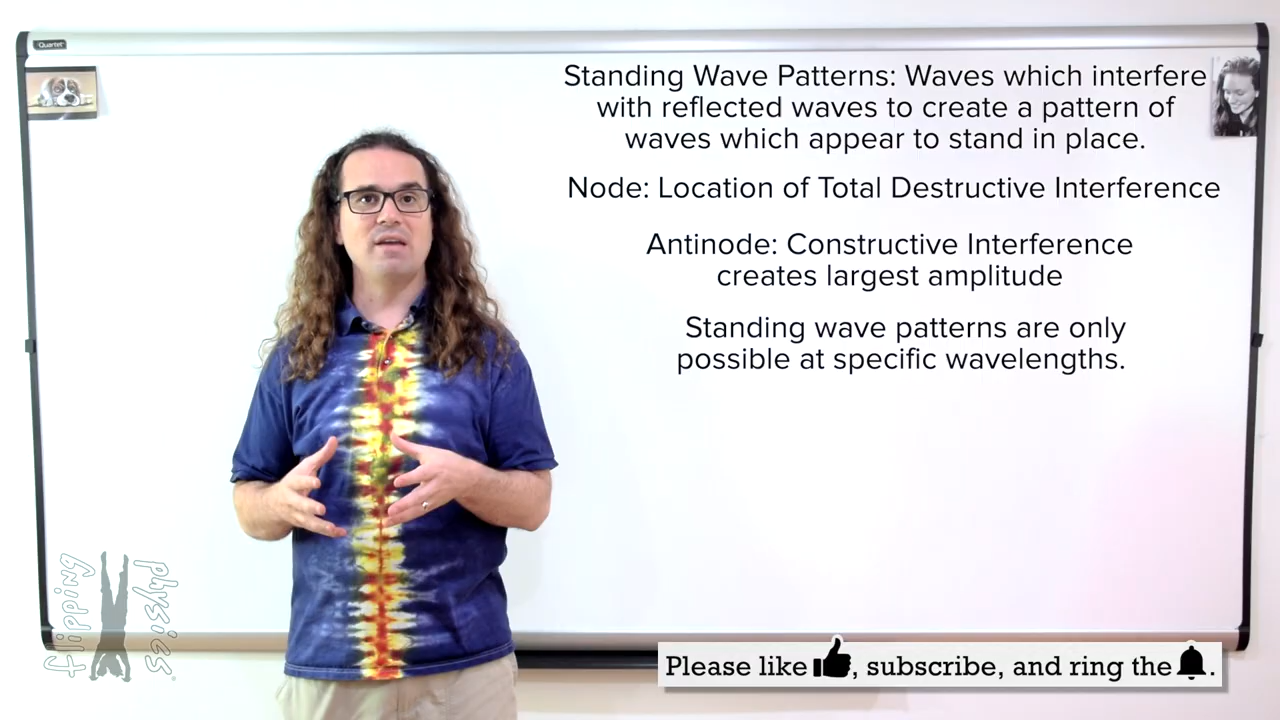 Quartet
Standing Wave Patterns: Waves which interfere
with reflected waves to create a pattern of
waves which appear to stand in place.
Node: Location of Total Destructive Interference
Antinode: Constructive Interference
creates largest amplitude
Standing wave patterns are only
possible at specific wavelengths.
flipping
physics
Please like , subscribe, and ring the .